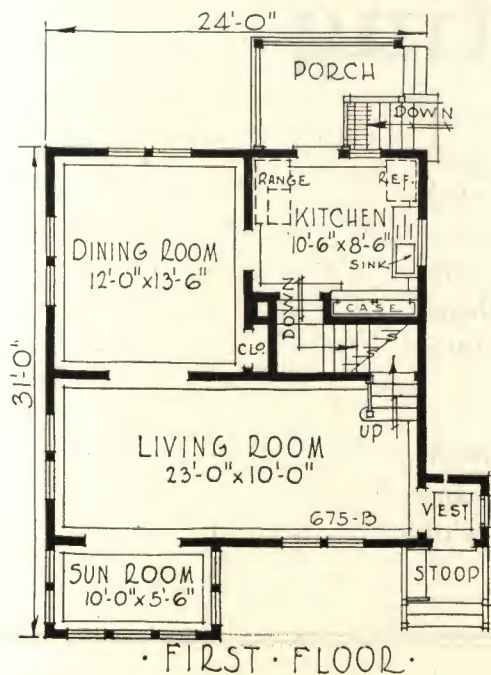 24'-0"
PORCH
DOWN
RANGE
REF.
KITCHEN
10'-6"x8'-6"
SINK
DINING ROOM
12'-0"x13'-6"
DOWN
CASE
CLO.
31'-0"
UP
LIVING ROOM
23'-0"x10'-0"
675-B
VEST
SUN ROOM
10'-0"x5'-6"
STOOP
·FIRST·FLOOR·